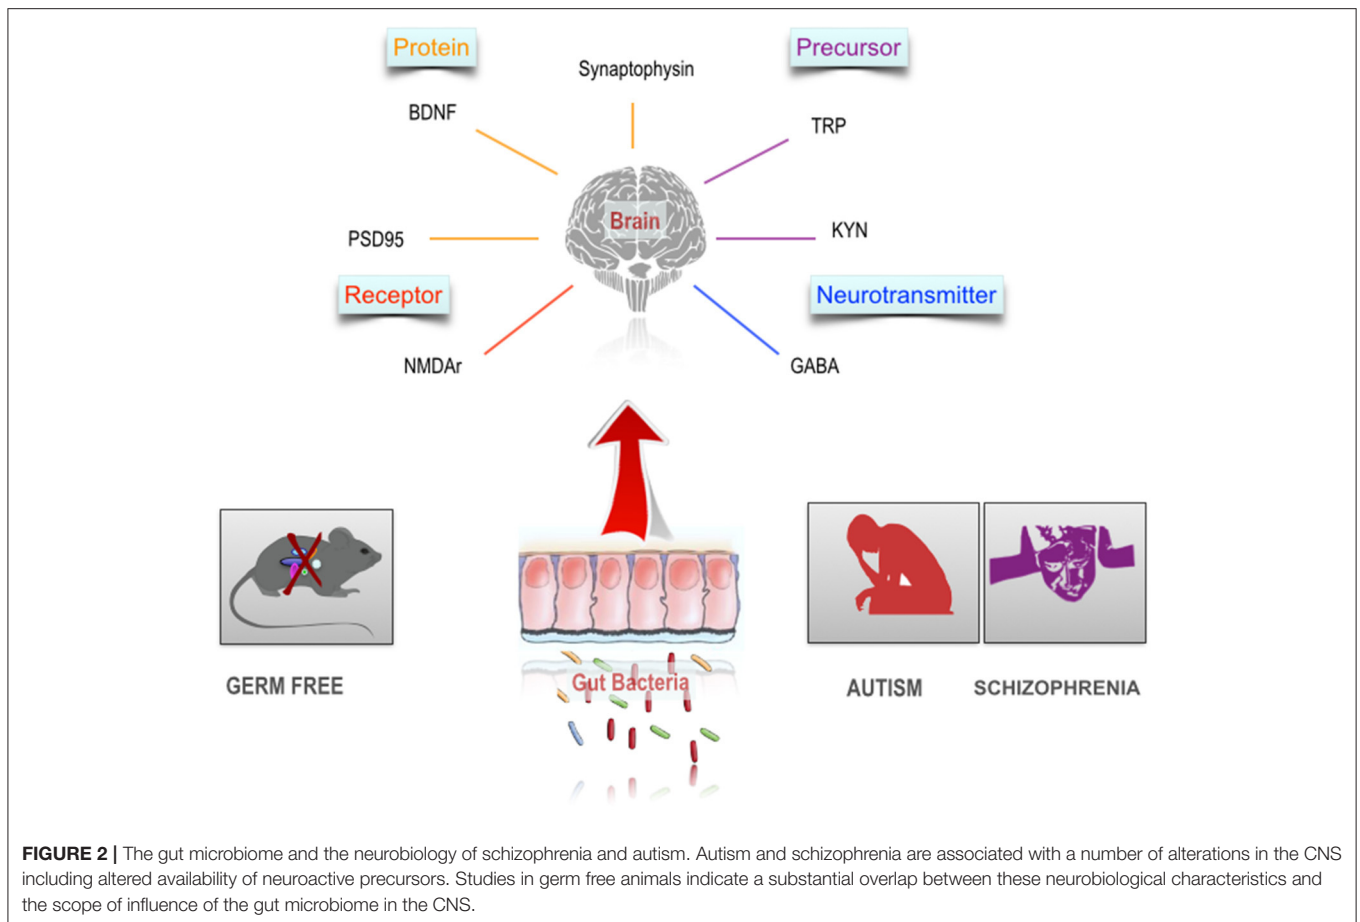 Protein
Precursor
Synaptophysin
BDNF
TRP
Brain
PSD95
KYN
Receptor
Neurotransmitter
NMDAr
GABA
Gut Bacteria
GERM FREE
AUTISM
SCHIZOPHRENIA
FIGURE 2 | The gut microbiome and the neurobiology of schizophrenia and autism. Autism and schizophrenia are associated with a number of alterations in the CNS
including altered availability of neuroactive precursors. Studies in germ free animals indicate a substantial overlap between these neurobiological characteristics and
the scope of influence of the gut microbiome in the CNS.